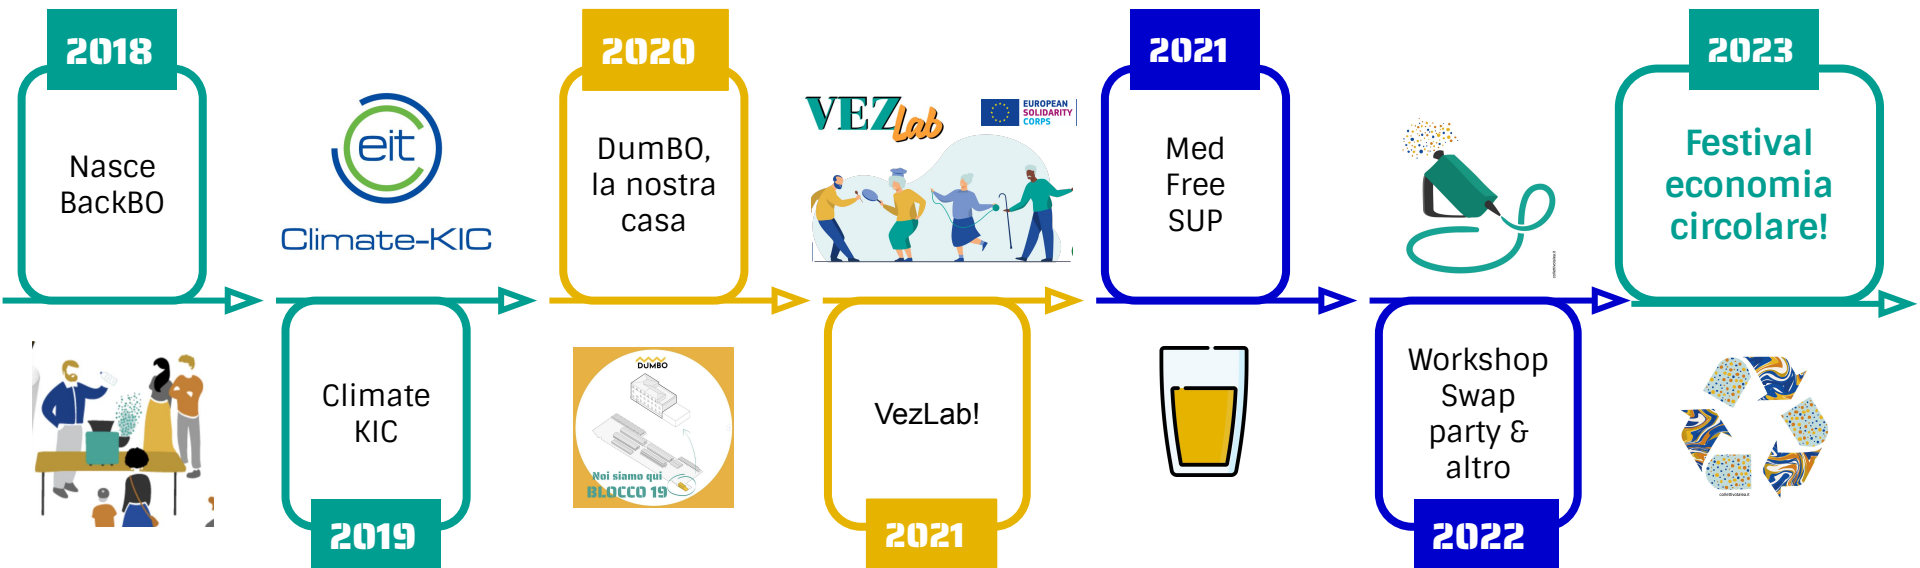 2018
Nasce
BackBO
eit
Climate-KIC
Climate
KIC
2019
2020
DumBO,
la nostra
casa
DUMBO
Noi siamo qui
BLOCCO 19
VEZ
Lab
EUROPEAN
SOLIDARITY
CORPS
VezLab!
2021
2021
Med
Free
SUP
Workshop
Swap
party &
altro
2022
2023
Festival
economia
circolare!